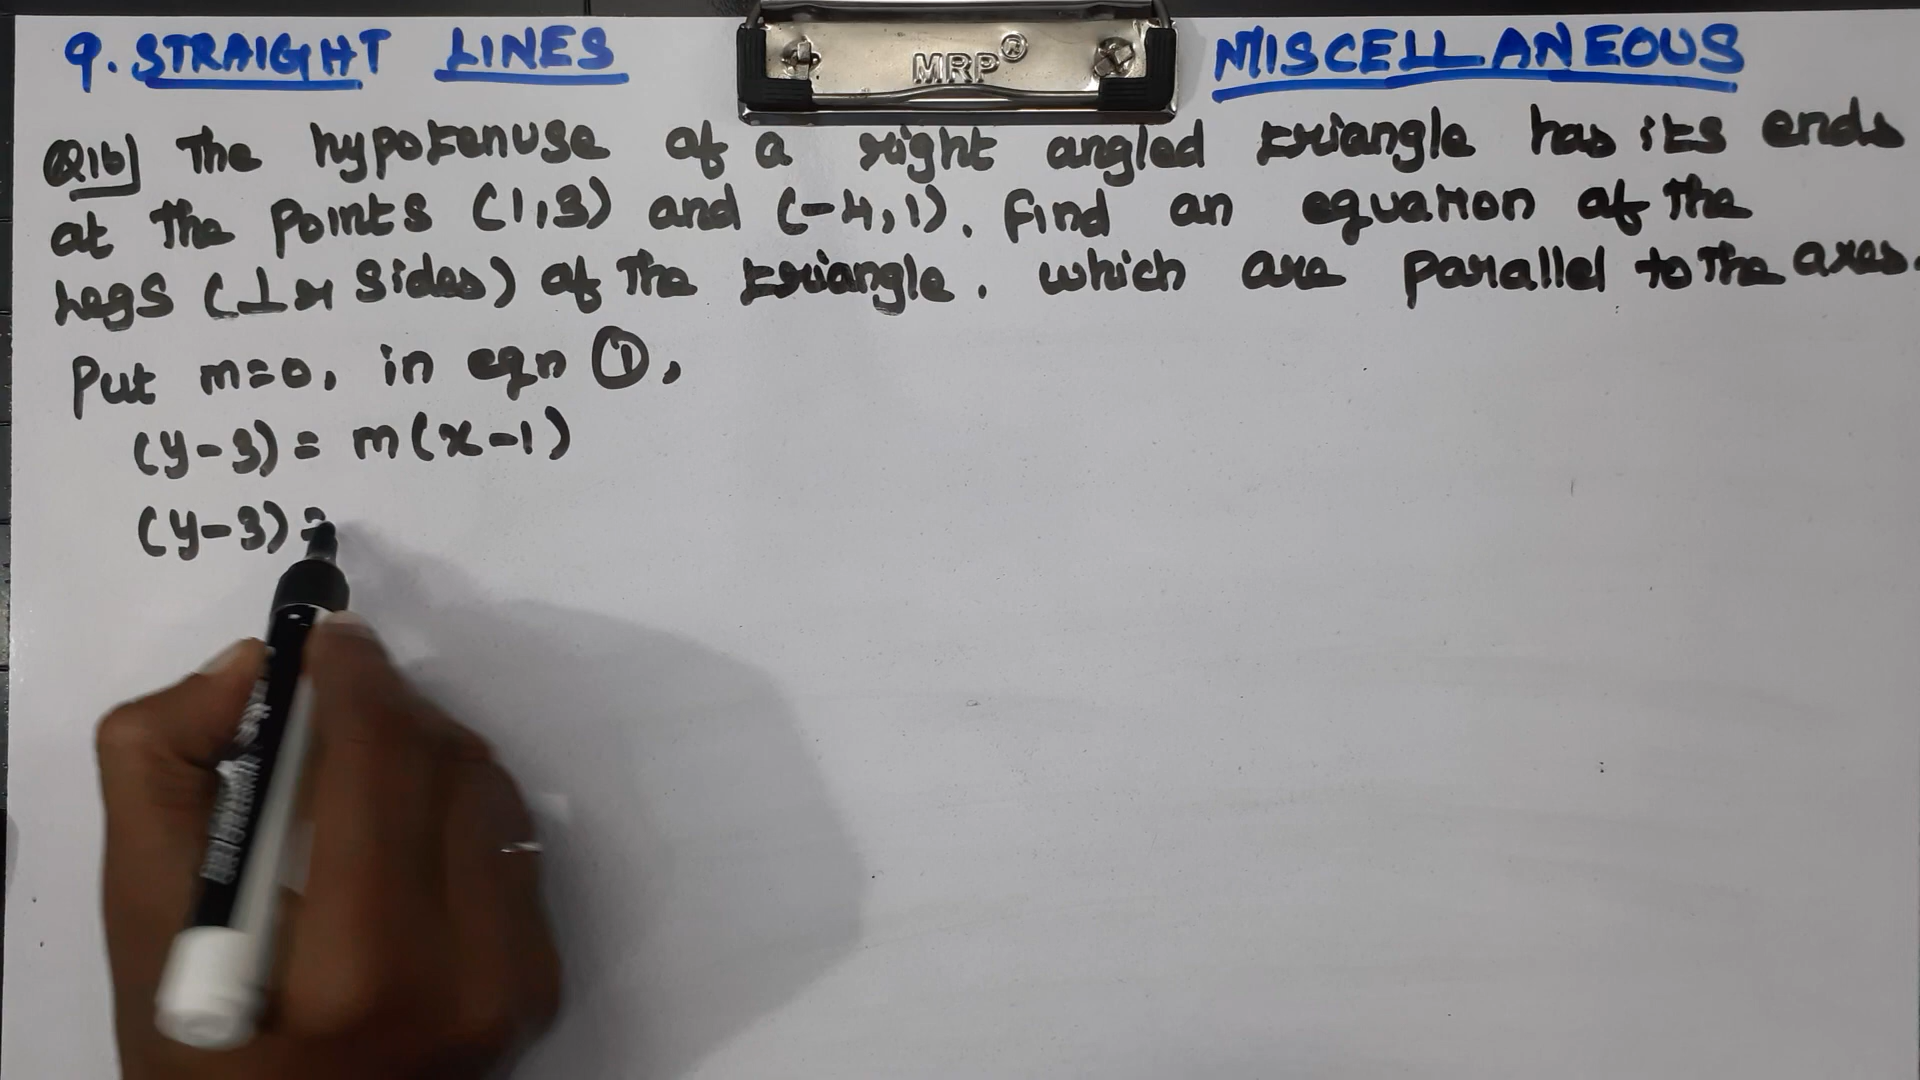 9. STRAIGHT LINES
MRP®
MISCELLANEOUS
Q16] The hypotenuse of a right angled triangle has its ends
at the points (1,3) and (-4,1). Find an equation of the
legs (⊥r sides) of the triangle. which are parallel to the axes.
Put m=0, in eqn ①,
(y-3) = m(x-1)
(y-3) =